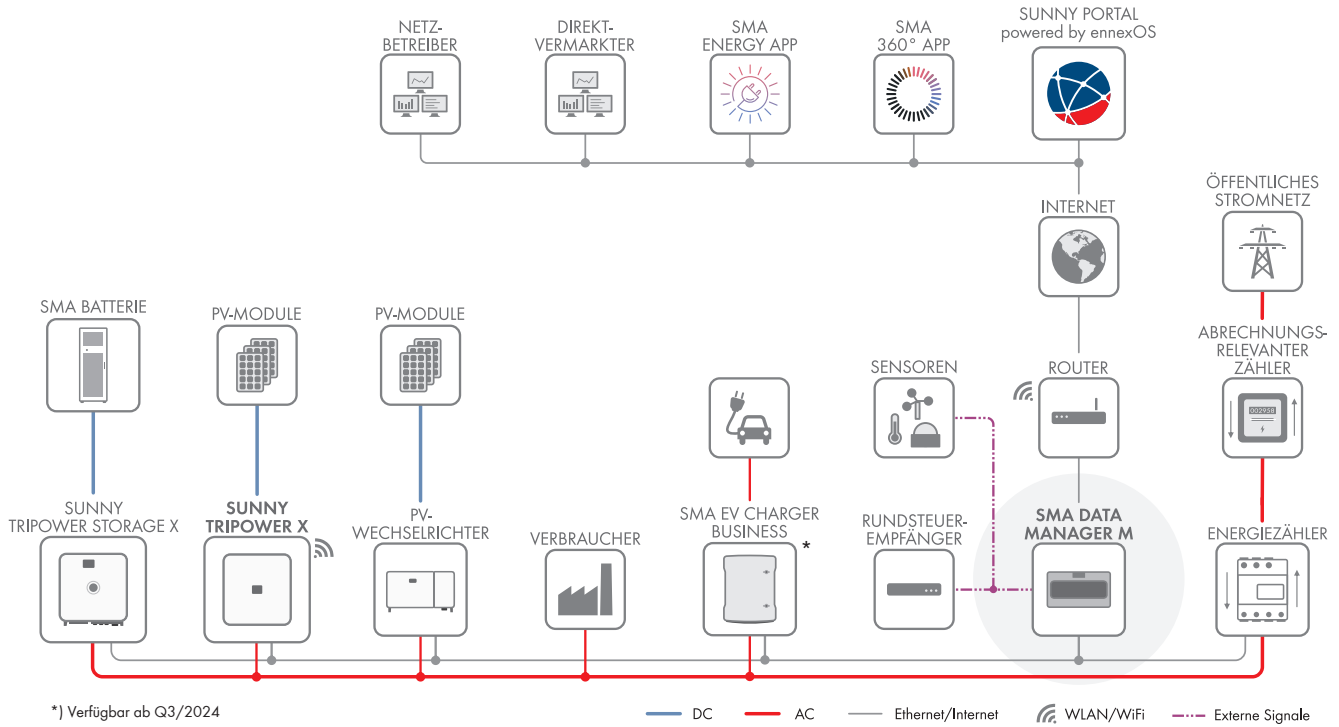 NETZ-
BETREIBER
DIREKT-
VERMARKTER
SMA
ENERGY APP
SMA
360° APP
SUNNY PORTAL
powered by ennexOS
INTERNET
ÖFFENTLICHES
STROMNETZ
SMA BATTERIE
PV-MODULE
PV-MODULE
SENSOREN
ROUTER
ABRECHNUNGS-
RELEVANTER
ZÄHLER
002958
SUNNY
TRIPOWER STORAGE X
SUNNY
TRIPOWER X
PV-
WECHSELRICHTER
VERBRAUCHER
SMA EV CHARGER
BUSINESS
*
RUNDSTEUER-
EMPFÄNGER
SMA DATA
MANAGER M
ENERGIEZÄHLER
*) Verfügbar ab Q3/2024
DC
AC
Ethernet/Internet
WLAN/WiFi
Externe Signale